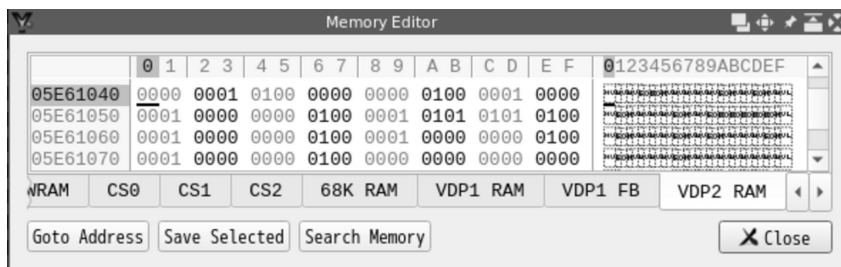 Memory Editor
0 1 2 3 4 5 6 7 8 9 A B C D E F 0123456789ABCDEF
05E61040 0000 0001 0100 0000 0000 0100 0001 0000
05E61050 0001 0000 0000 0100 0001 0101 0101 0100
05E61060 0001 0000 0000 0100 0001 0000 0000 0100
05E61070 0001 0000 0000 0100 0000 0000 0000 0000
WRAM CS0 CS1 CS2 68K RAM VDP1 RAM VDP1 FB VDP2 RAM
Goto Address Save Selected Search Memory Close